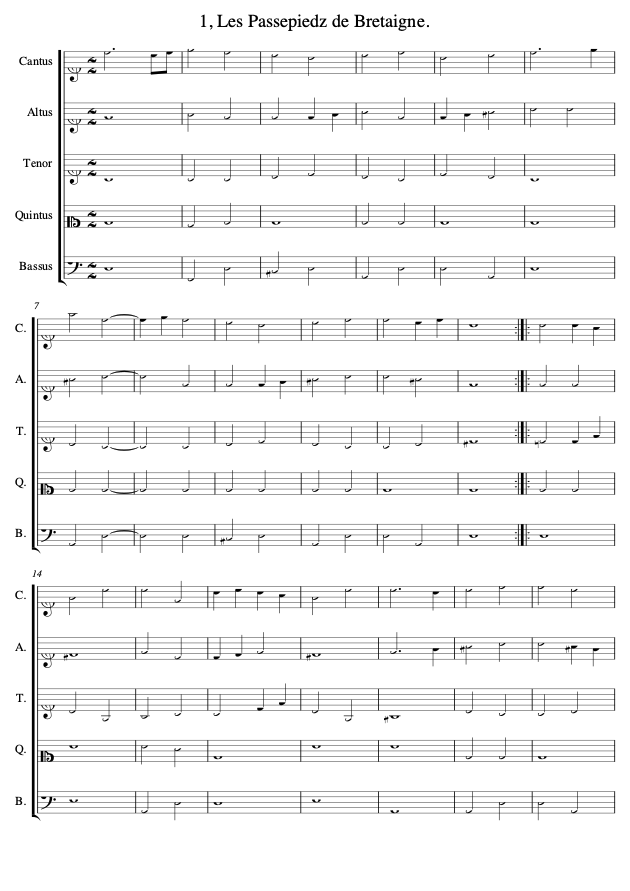 1, Les Passepiedz de Bretaigne.
Cantus
Altus
Tenor
Quintus
Bassus
7
C.
A.
T.
Q.
B.
14
C.
A.
T.
Q.
B.